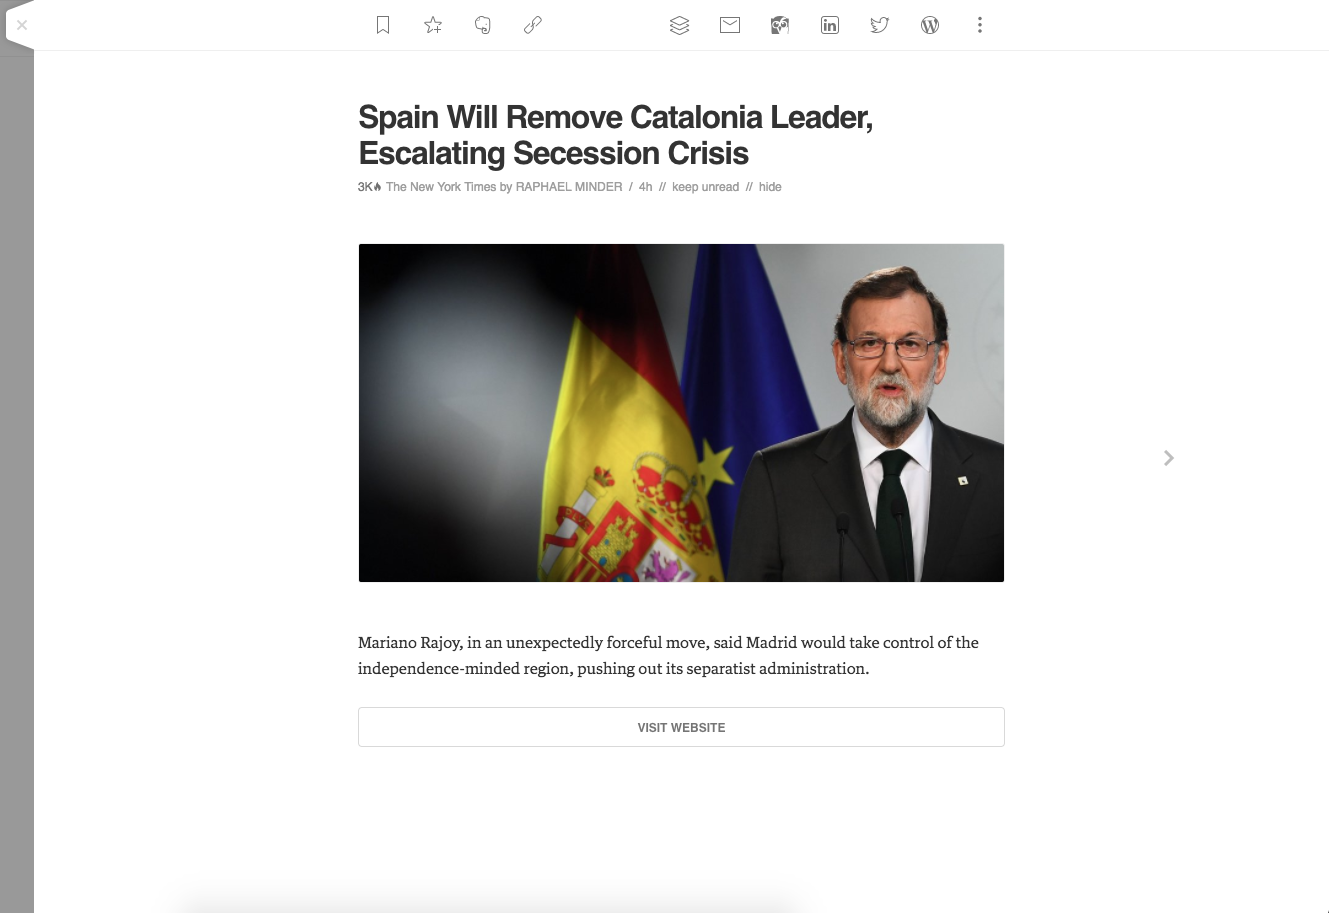 Spain Will Remove Catalonia Leader,
Escalating Secession Crisis
3K The New York Times by RAPHAEL MINDER / 4h // keep unread // hide
Mariano Rajoy, in an unexpectedly forceful move, said Madrid would take control of the
independence-minded region, pushing out its separatist administration.
VISIT WEBSITE